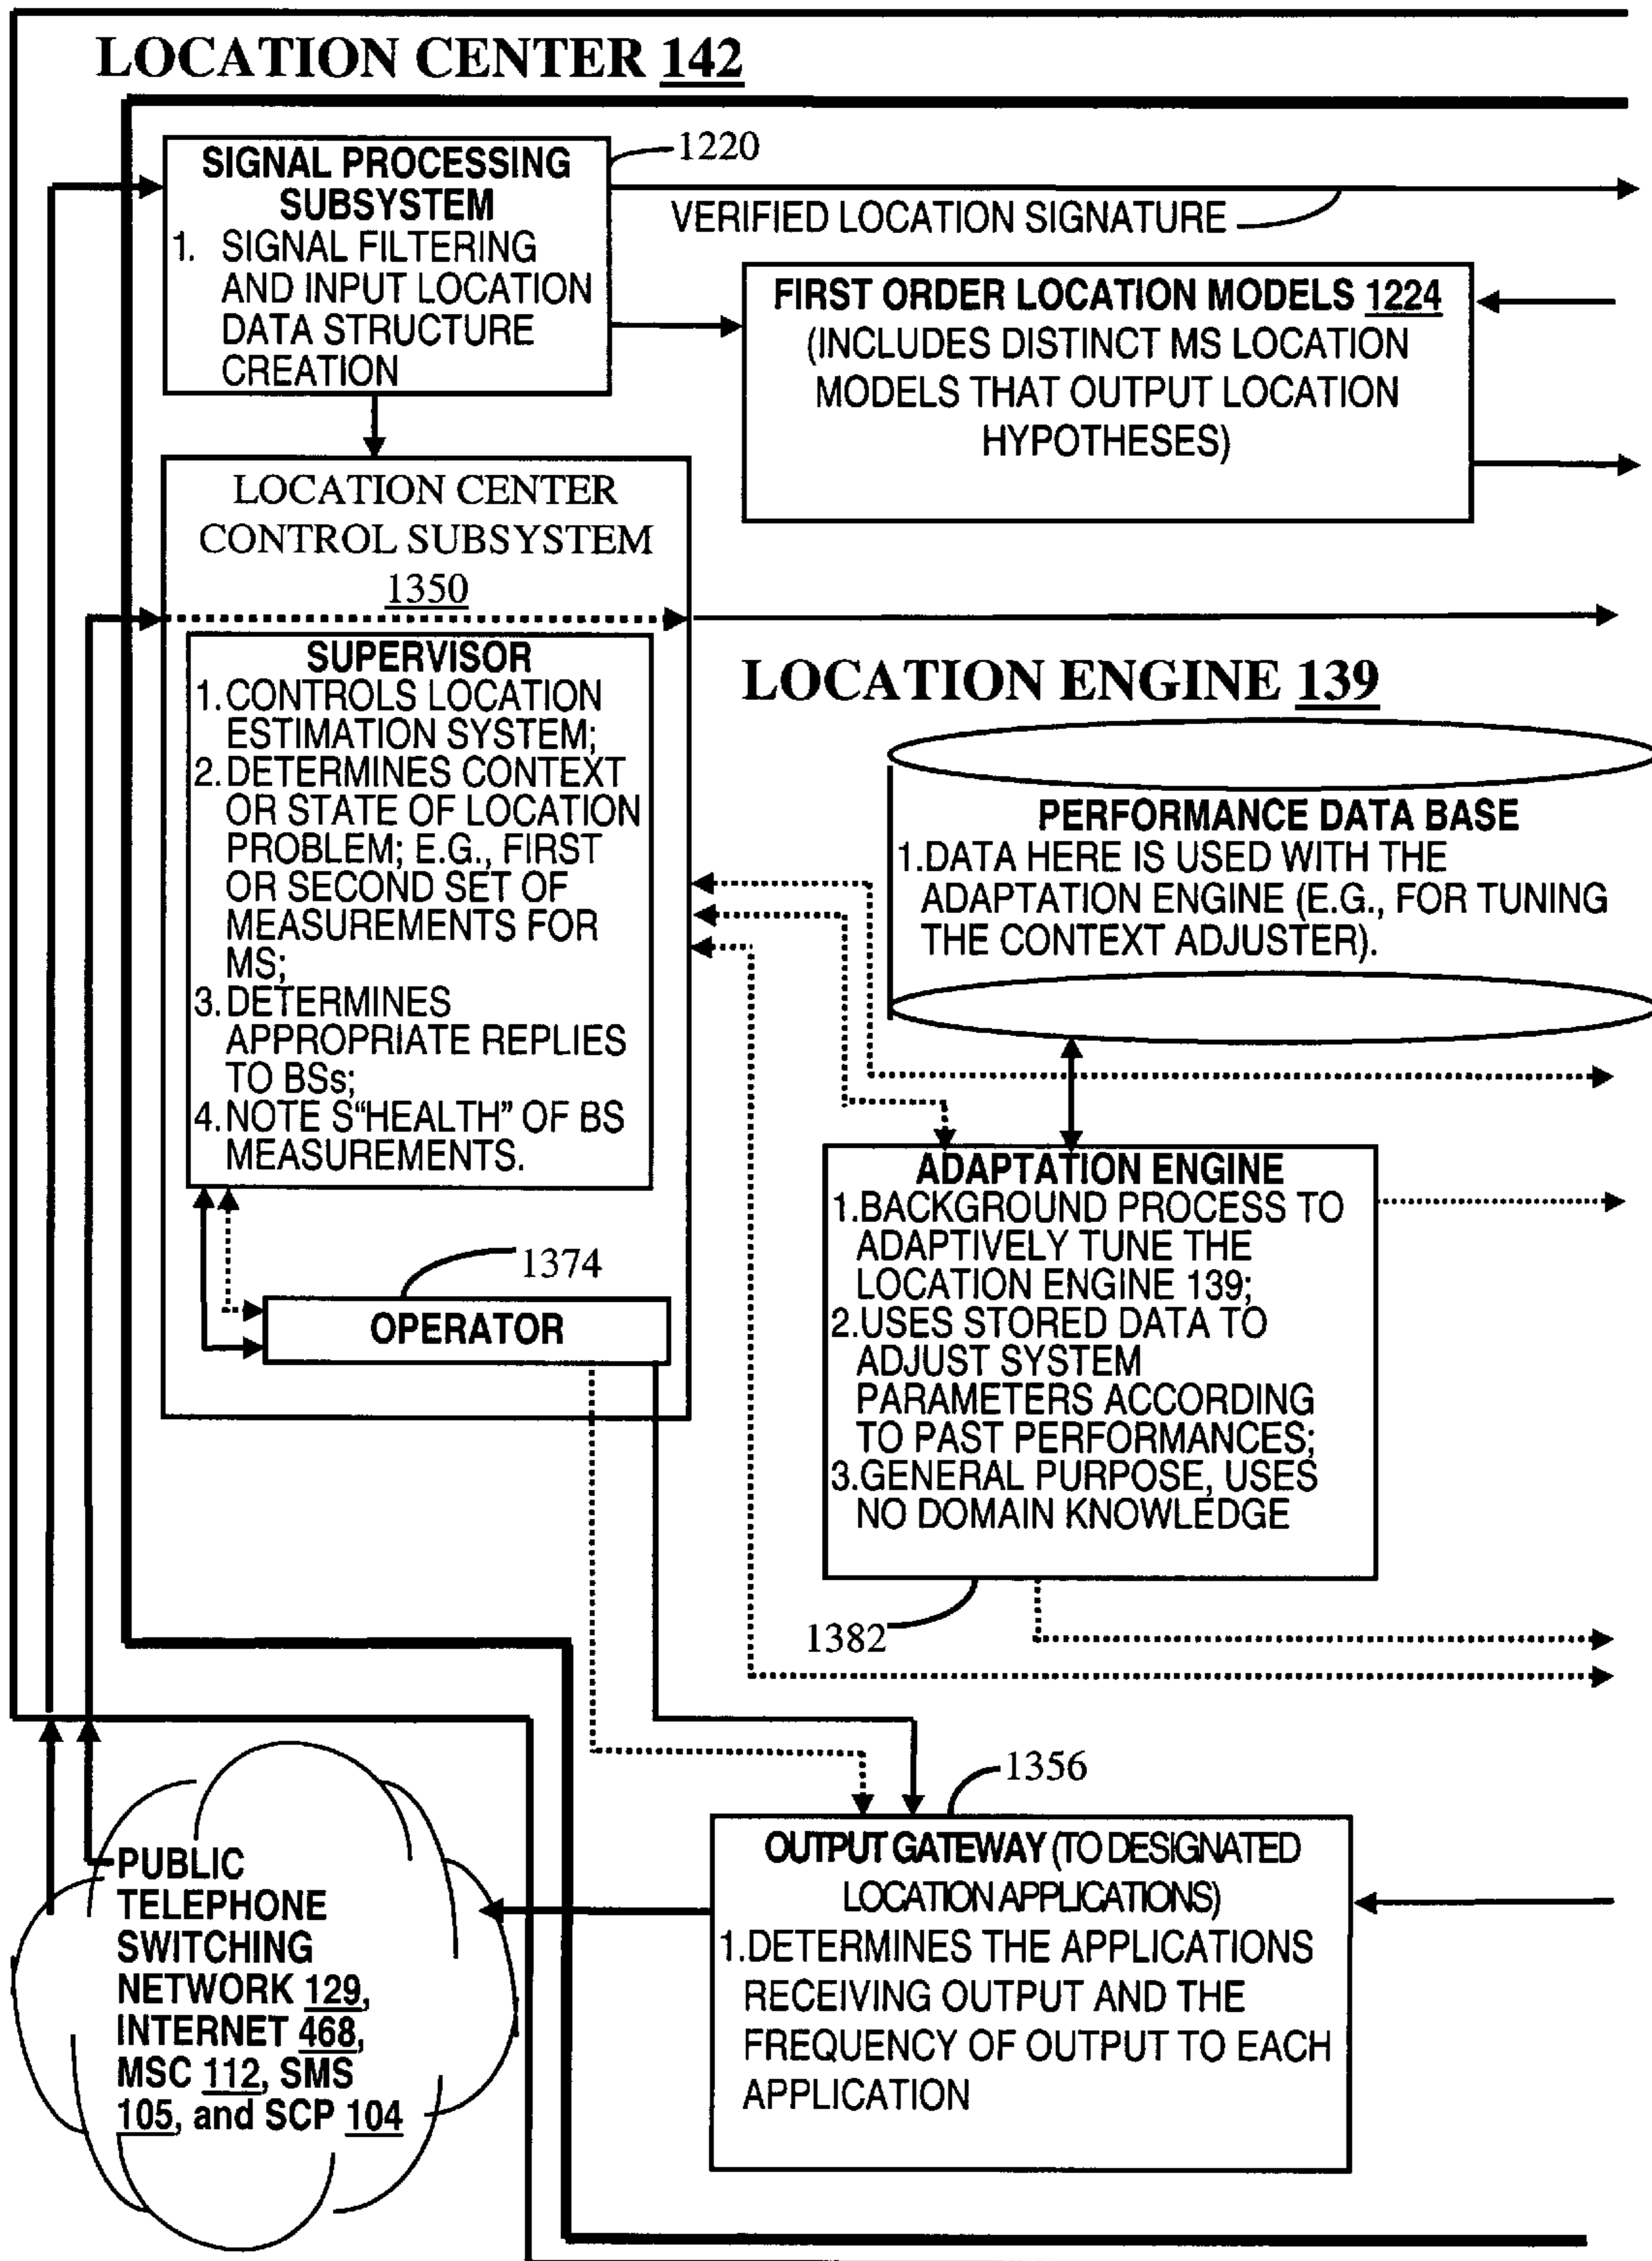 LOCATION CENTER 142
SIGNAL PROCESSING
SUBSYSTEM
1. SIGNAL FILTERING
AND INPUT LOCATION
DATA STRUCTURE
CREATION
1220
VERIFIED LOCATION SIGNATURE
FIRST ORDER LOCATION MODELS 1224
(INCLUDES DISTINCT MS LOCATION
MODELS THAT OUTPUT LOCATION
HYPOTHESES)
LOCATION CENTER
CONTROL SUBSYSTEM
1350
SUPERVISOR
1.CONTROLS LOCATION
ESTIMATION SYSTEM;
2.DETERMINES CONTEXT
OR STATE OF LOCATION
PROBLEM; E.G., FIRST
OR SECOND SET OF
MEASUREMENTS FOR
MS;
3.DETERMINES
APPROPRIATE REPLIES
TO BSs;
4.NOTE S“HEALTH” OF BS
MEASUREMENTS.
1374
OPERATOR
LOCATION ENGINE 139
PERFORMANCE DATA BASE
1.DATA HERE IS USED WITH THE
ADAPTATION ENGINE (E.G., FOR TUNING
THE CONTEXT ADJUSTER).
ADAPTATION ENGINE
1.BACKGROUND PROCESS TO
ADAPTIVELY TUNE THE
LOCATION ENGINE 139;
2.USES STORED DATA TO
ADJUST SYSTEM
PARAMETERS ACCORDING
TO PAST PERFORMANCES;
3.GENERAL PURPOSE, USES
NO DOMAIN KNOWLEDGE
1382
1356
OUTPUT GATEWAY (TO DESIGNATED
LOCATION APPLICATIONS)
1.DETERMINES THE APPLICATIONS
RECEIVING OUTPUT AND THE
FREQUENCY OF OUTPUT TO EACH
APPLICATION
PUBLIC
TELEPHONE
SWITCHING
NETWORK 129,
INTERNET 468,
MSC 112, SMS
105, and SCP 104